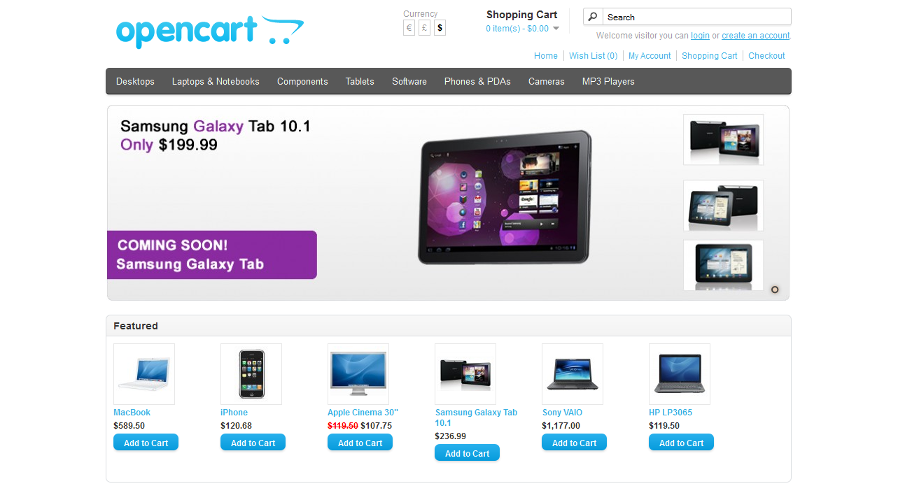 opencart
Currency
€ £ $
Shopping Cart
0 item(s) - $0.00
Search
Welcome visitor you can login or create an account.
Home Wish List (0) My Account Shopping Cart Checkout
Desktops Laptops & Notebooks Components Tablets Software Phones & PDAs Cameras MP3 Players
Samsung Galaxy Tab 10.1
Only $199.99
COMING SOON!
Samsung Galaxy Tab
Featured
MacBook
$589.50
Add to Cart
iPhone
$120.68
Add to Cart
Apple Cinema 30"
$119.50 $107.75
Add to Cart
Samsung Galaxy Tab
10.1
$236.99
Add to Cart
Sony VAIO
$1,177.00
Add to Cart
HP LP3065
$119.50
Add to Cart